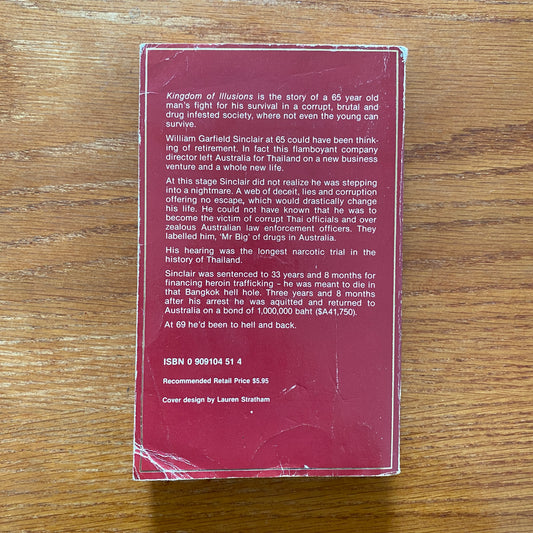 Kingdom of Illusions is the story of a 65 year old
man's fight for his survival in a corrupt, brutal and
drug infested society, where not even the young can
survive.
William Garfield Sinclair at 65 could have been think-
ing of retirement. In fact this flamboyant company
director left Australia for Thailand on a new business
venture and a whole new life.
At this stage Sinclair did not realize he was stepping
into a nightmare. A web of deceit, lies and corruption
offering no escape, which would drastically change
his life. He could not have known that he was to
become the victim of corrupt Thai officials and over
zealous Australian law enforcement officers. They
labelled him, 'Mr Big' of drugs in Australia.
His hearing was the longest narcotic trial in the
history of Thailand.
Sinclair was sentenced to 33 years and 8 months for
financing heroin trafficking – he was meant to die in
that Bangkok hell hole. Three years and 8 months
after his arrest he was aquitted and returned to
Australia on a bond of 1,000,000 baht ($A41,750).
At 69 he'd been to hell and back.
ISBN 0 909104 51 4
Recommended Retail Price $5.95
Cover design by Lauren Stratham